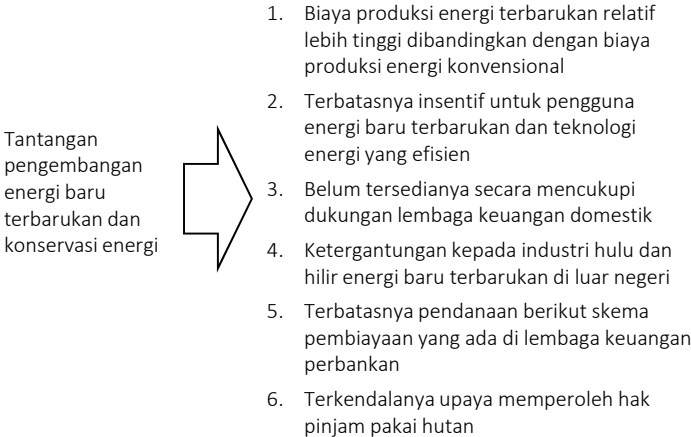 Tantangan
pengembangan
energi baru
terbarukan dan
konservasi energi
1. Biaya produksi energi terbarukan relatif
lebih tinggi dibandingkan dengan biaya
produksi energi konvensional
2. Terbatasnya insentif untuk pengguna
energi baru terbarukan dan teknologi
energi yang efisien
3. Belum tersedianya secara mencukupi
dukungan lembaga keuangan domestik
4. Ketergantungan kepada industri hulu dan
hilir energi baru terbarukan di luar negeri
5. Terbatasnya pendanaan berikut skema
pembiayaan yang ada di lembaga keuangan
perbankan
6. Terkendalanya upaya memperoleh hak
pinjam pakai hutan